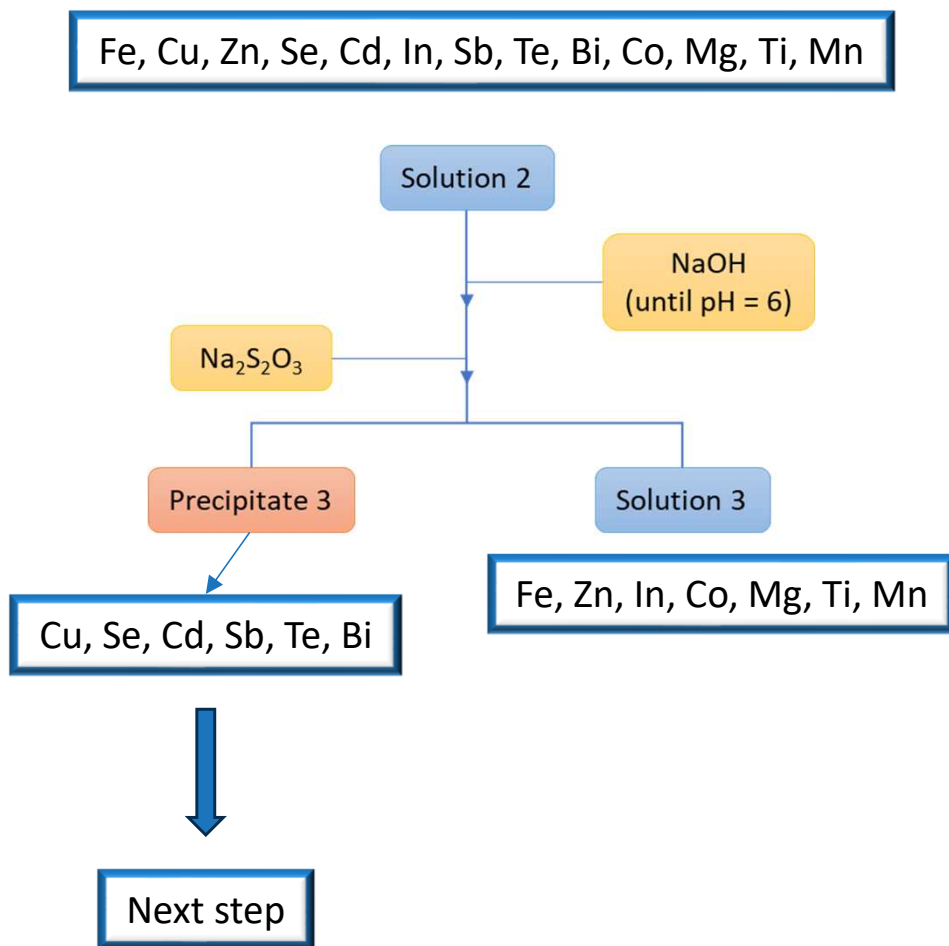 Fe, Cu, Zn, Se, Cd, In, Sb, Te, Bi, Co, Mg, Ti, Mn
Solution 2
NaOH
(until pH = 6)
Na₂S₂O₃
Precipitate 3
Solution 3
Fe, Zn, In, Co, Mg, Ti, Mn
Cu, Se, Cd, Sb, Te, Bi
Next step